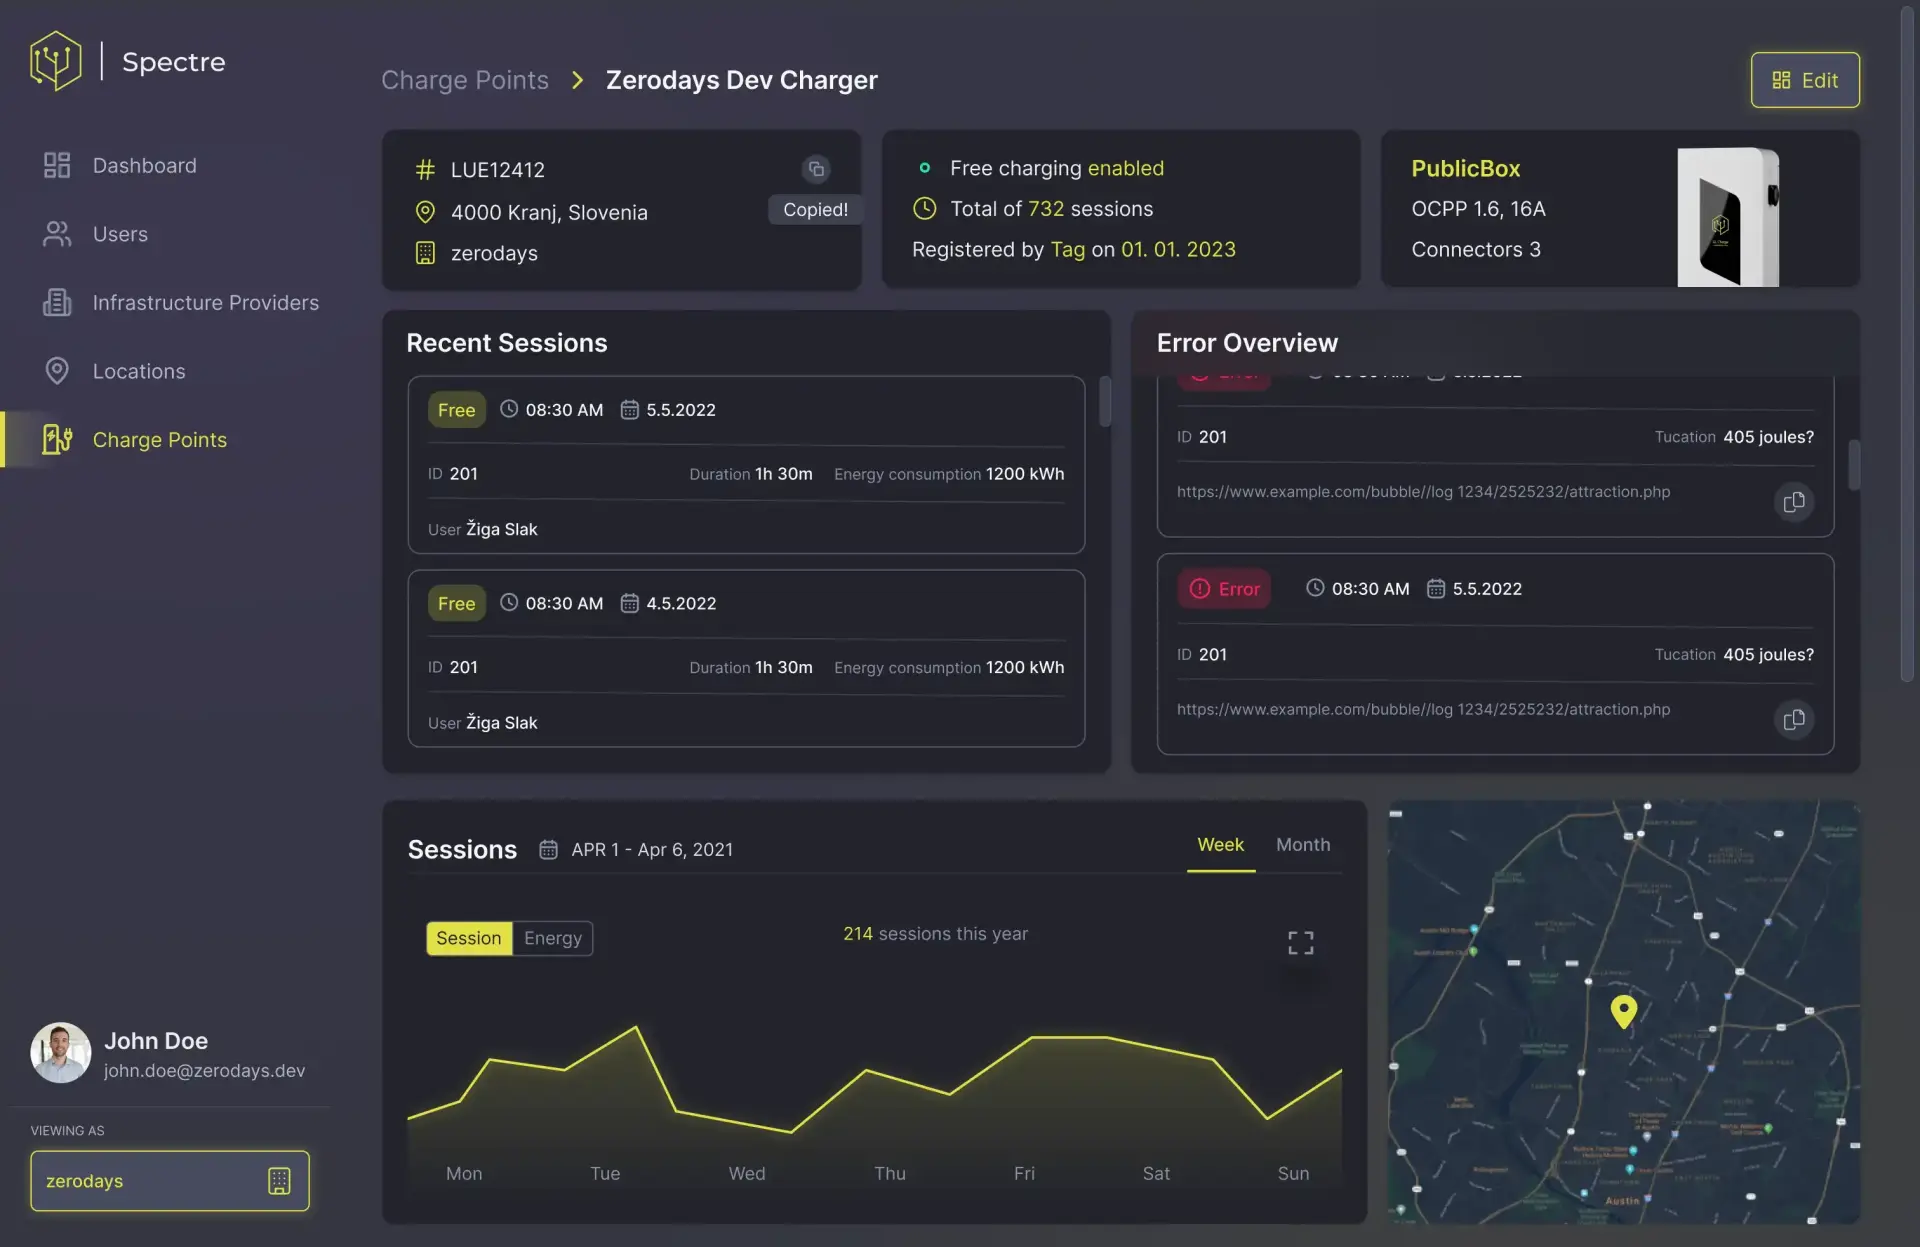 Spectre
Charge Points > Zerodays Dev Charger
Edit
Dashboard
Users
Infrastructure Providers
Locations
Charge Points
# LUE12412
4000 Kranj, Slovenia
Copied!
zerodays
Free charging enabled
Total of 732 sessions
Registered by Tag on 01. 01. 2023
PublicBox
OCPP 1.6, 16A
Connectors 3
Recent Sessions
Free 08:30 AM 5.5.2022
ID 201 Duration 1h 30m Energy consumption 1200 kWh
User Žiga Slak
Free 08:30 AM 4.5.2022
ID 201 Duration 1h 30m Energy consumption 1200 kWh
User Žiga Slak
Error Overview
ID 201 Tucation 405 joules?
https://www.example.com/bubble//log 1234/2525232/attraction.php
Error 08:30 AM 5.5.2022
ID 201 Tucation 405 joules?
https://www.example.com/bubble//log 1234/2525232/attraction.php
Sessions APR 1 - Apr 6, 2021
Week Month
Session Energy
214 sessions this year
Mon Tue Wed Thu Fri Sat Sun
Austin
John Doe
john.doe@zerodays.dev
VIEWING AS
zerodays